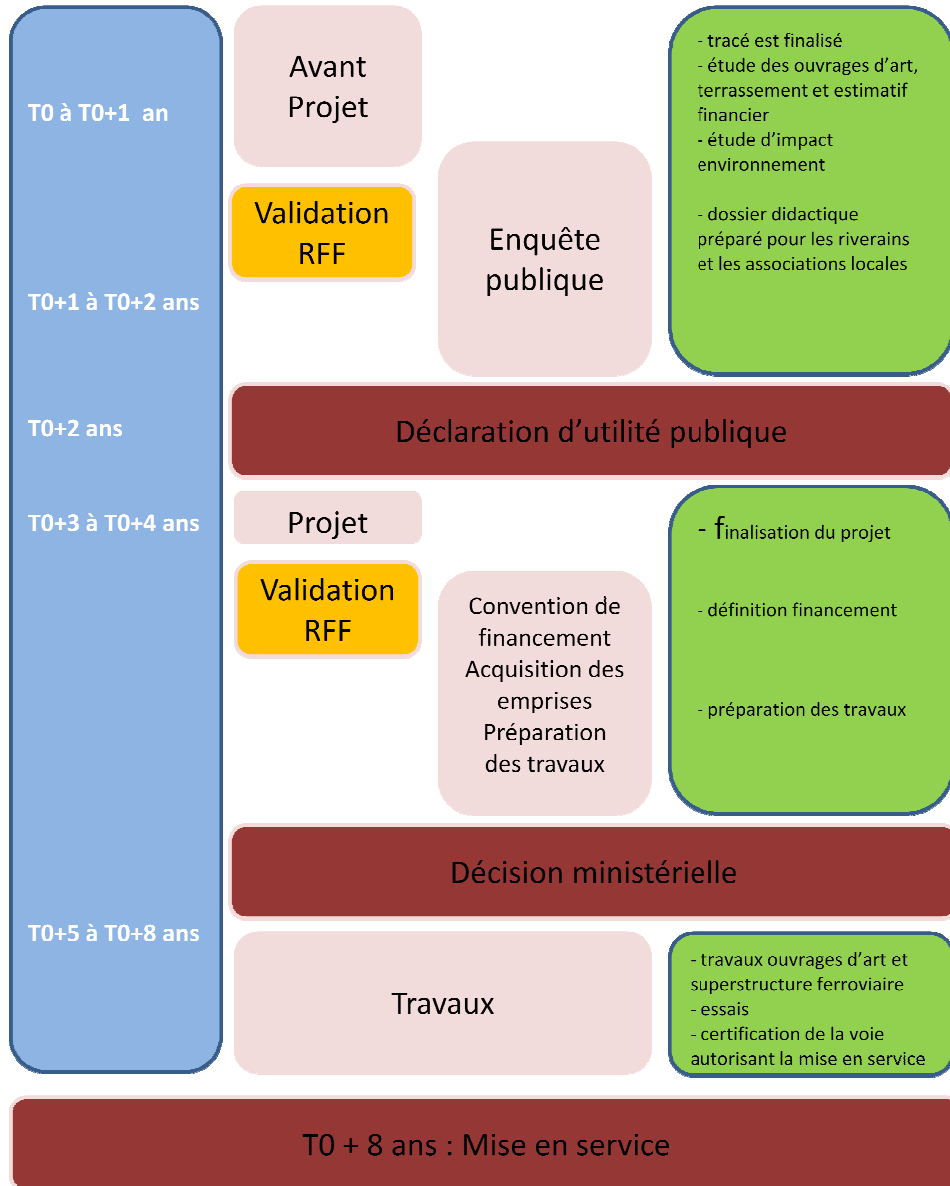 T0 à T0+1 an
Avant
Projet
- tracé est finalisé
- étude des ouvrages d'art,
terrassement et estimatif
financier
- étude d'impact
environnement
- dossier didactique
préparé pour les riverains
et les associations locales
Validation
RFF
Enquête
publique
T0+1 à T0+2 ans
T0+2 ans
Déclaration d'utilité publique
T0+3 à T0+4 ans
Projet
- finalisation du projet
- définition financement
- préparation des travaux
Validation
RFF
Convention de
financement
Acquisition des
emprises
Préparation
des travaux
Décision ministérielle
T0+5 à T0+8 ans
Travaux
- travaux ouvrages d'art et
superstructure ferroviaire
- essais
- certification de la voie
autorisant la mise en service
T0 + 8 ans : Mise en service